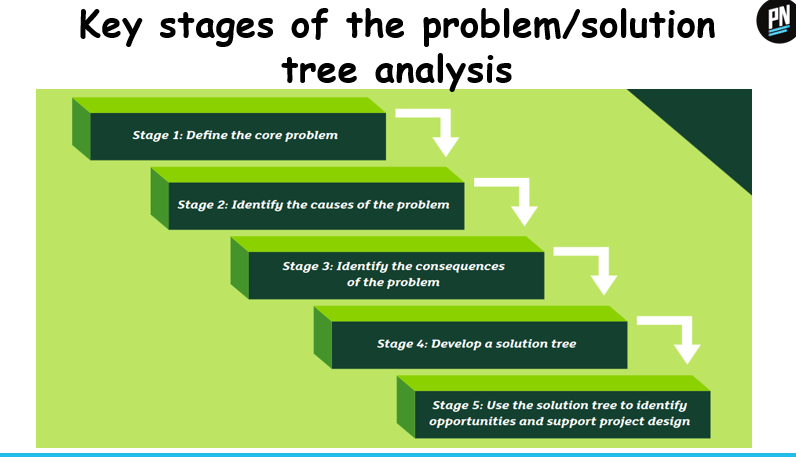 Key stages of the problem/solution
tree analysis
PN
Stage 1: Define the core problem
Stage 2: Identify the causes of the problem
Stage 3: Identify the consequences
of the problem
Stage 4: Develop a solution tree
Stage 5: Use the solution tree to identify
opportunities and support project design